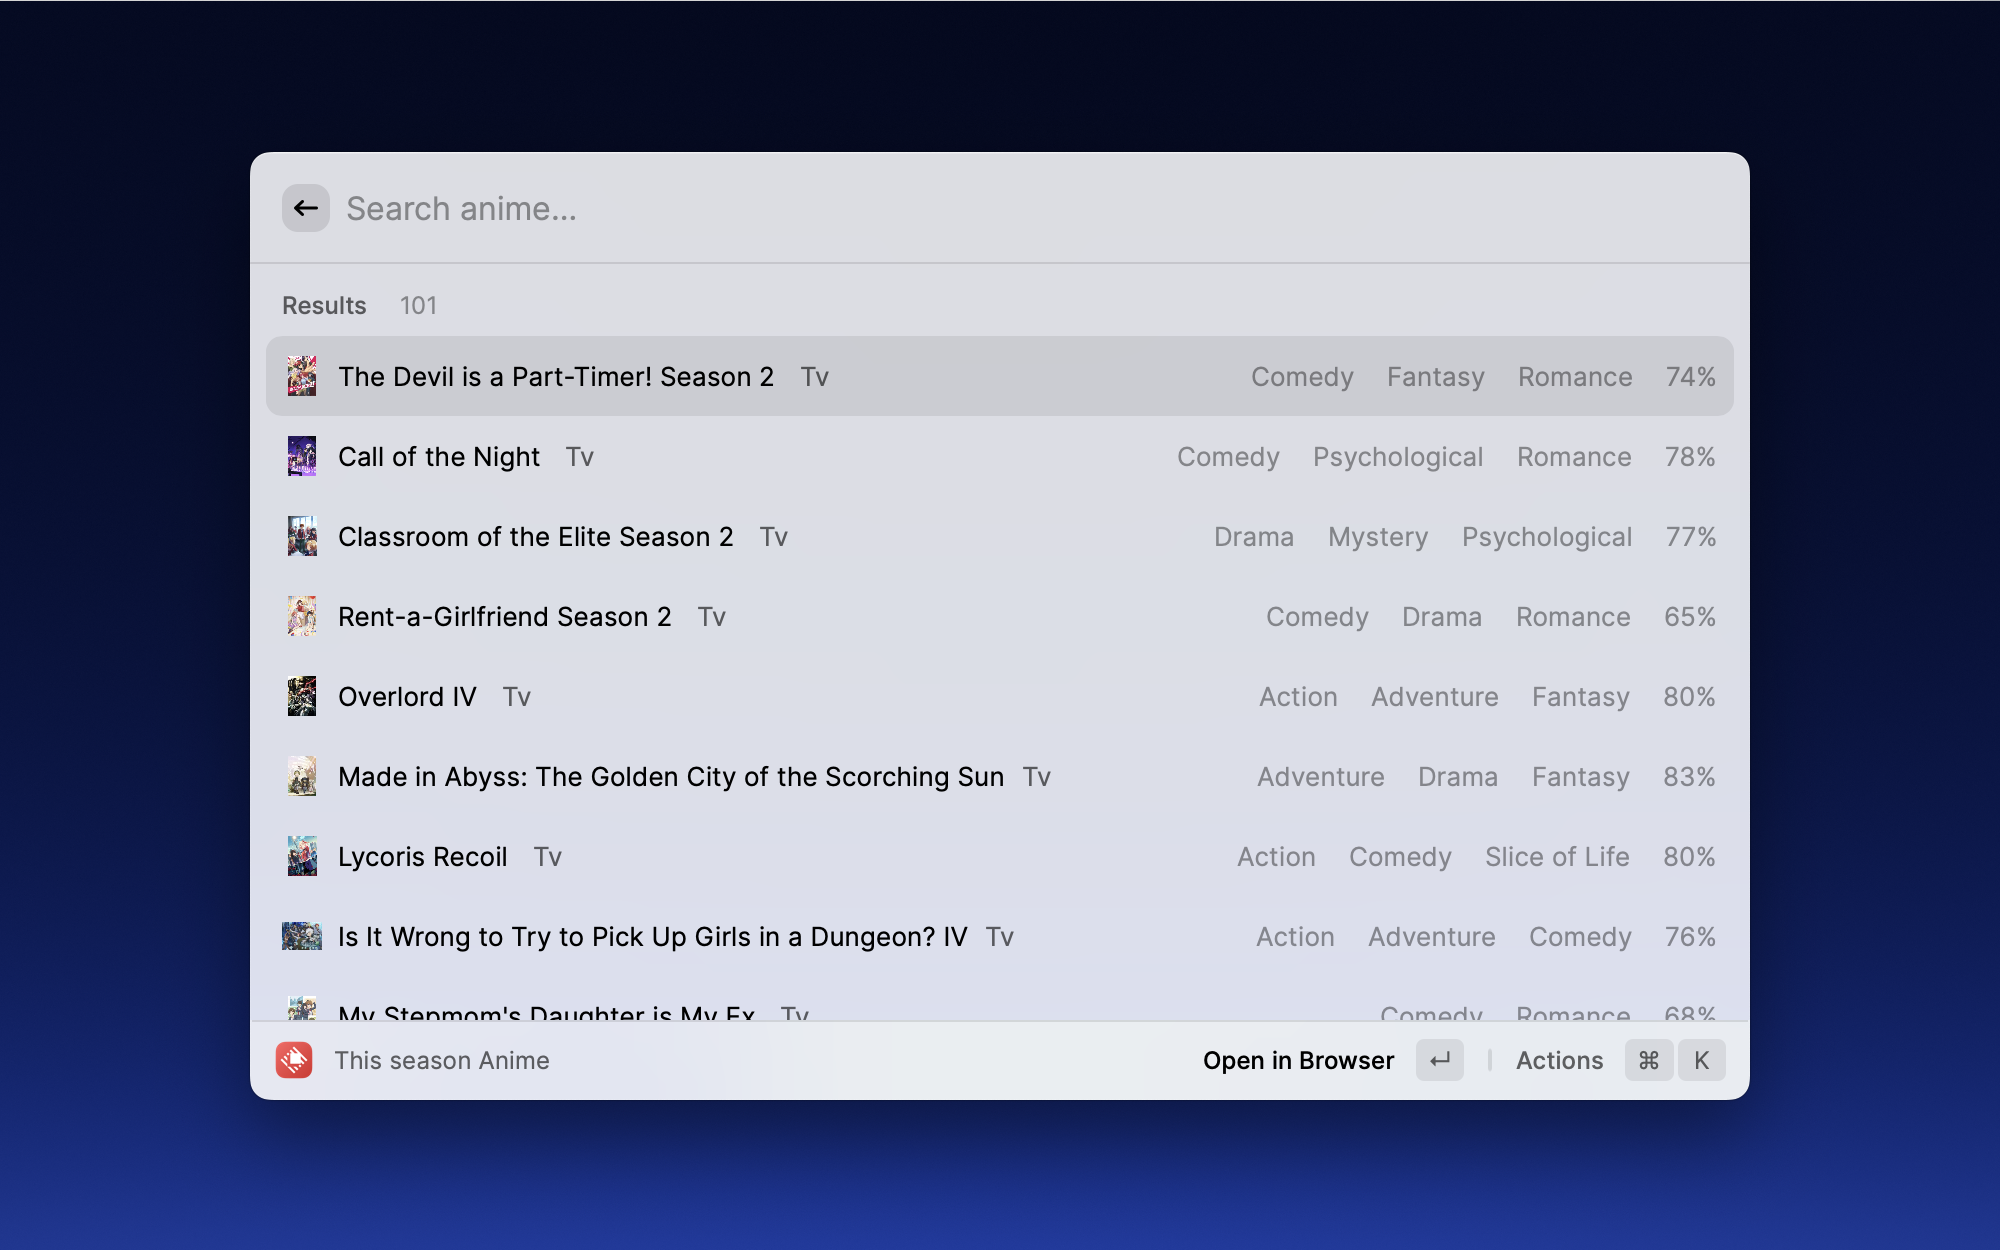 Search anime...
Results 101
The Devil is a Part-Timer! Season 2 Tv Comedy Fantasy Romance 74%
Call of the Night Tv Comedy Psychological Romance 78%
Classroom of the Elite Season 2 Tv Drama Mystery Psychological 77%
Rent-a-Girlfriend Season 2 Tv Comedy Drama Romance 65%
Overlord IV Tv Action Adventure Fantasy 80%
Made in Abyss: The Golden City of the Scorching Sun Tv Adventure Drama Fantasy 83%
Lycoris Recoil Tv Action Comedy Slice of Life 80%
Is It Wrong to Try to Pick Up Girls in a Dungeon? IV Tv Action Adventure Comedy 76%
My Stepmom's Daughter is My Ex Tv Comedy Romance 68%
This season Anime Open in Browser ↵ | Actions ⌘ K